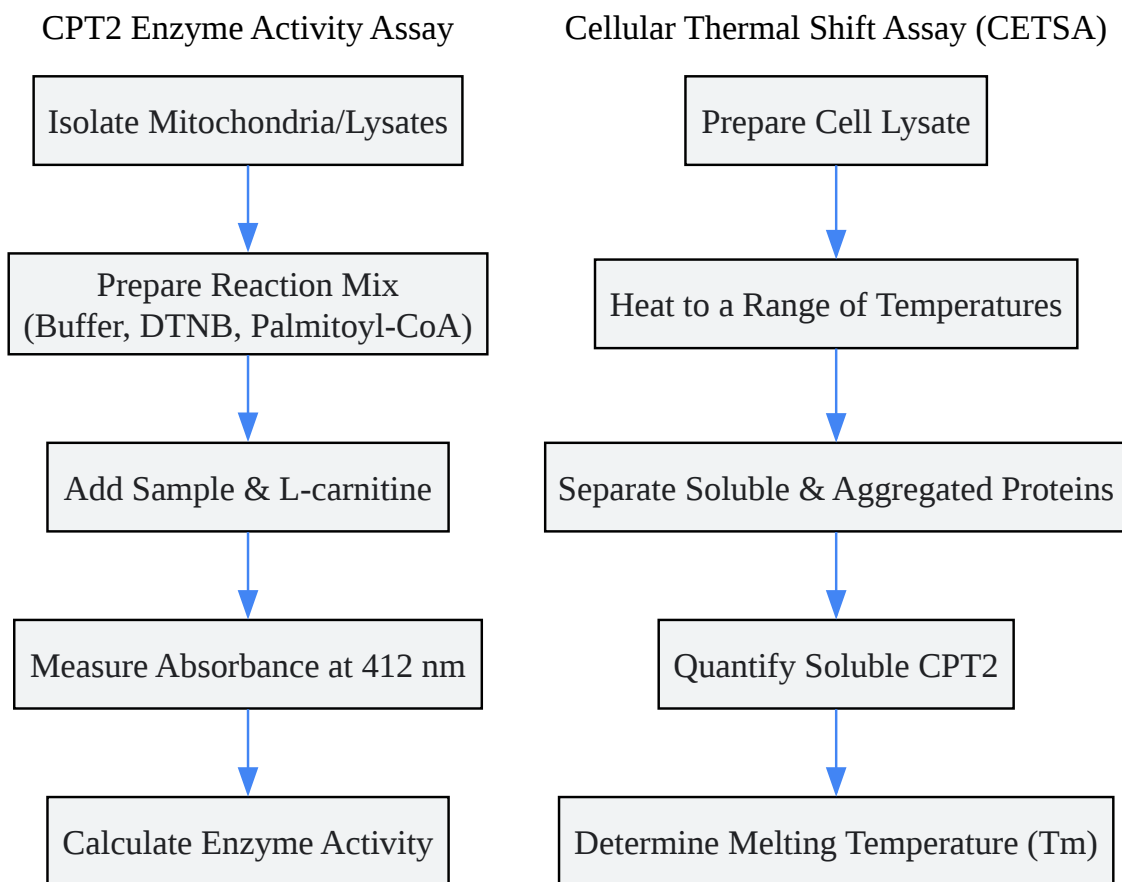 CPT2 Enzyme Activity Assay
Isolate Mitochondria/Lysates
Prepare Reaction Mix
(Buffer, DTNB, Palmitoyl-CoA)
Add Sample & L-carnitine
Measure Absorbance at 412 nm
Calculate Enzyme Activity
Cellular Thermal Shift Assay (CETSA)
Prepare Cell Lysate
Heat to a Range of Temperatures
Separate Soluble & Aggregated Proteins
Quantify Soluble CPT2
Determine Melting Temperature (Tm)